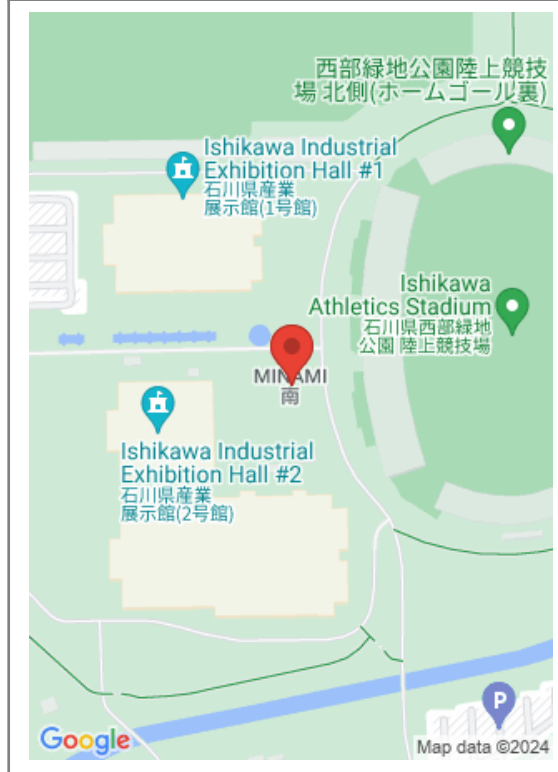 西部緑地公園陸上競技
場 北側(ホームゴール裏)
Ishikawa Industrial
Exhibition Hall #1
石川県産業
展示館(1号館)
Ishikawa
Athletics Stadium
石川県西部緑地
公園 陸上競技場
MINAMI
南
Ishikawa Industrial
Exhibition Hall #2
石川県産業
展示館(2号館)
P
Google
Map data ©2024